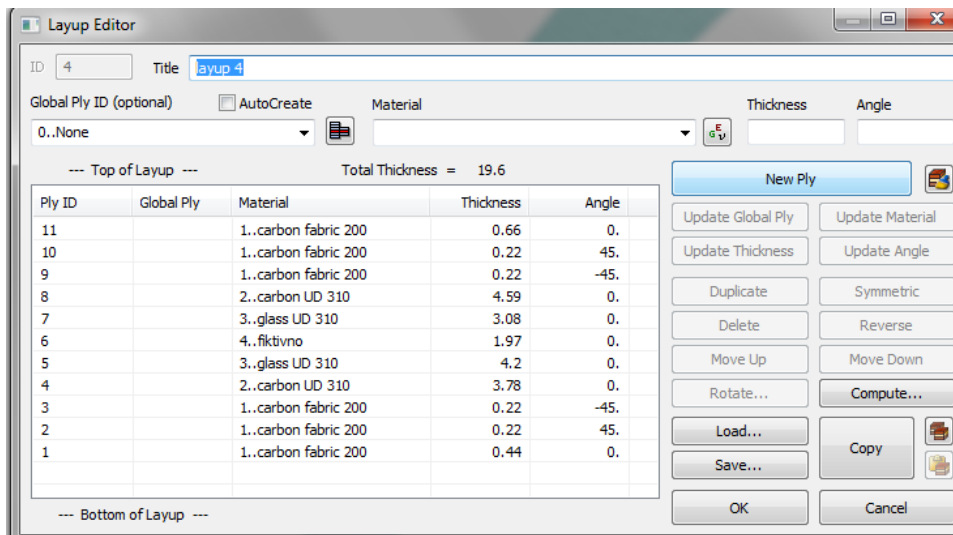 Layup Editor
ID 4 Title layup 4
Global Ply ID (optional) AutoCreate Material Thickness Angle
0..None
--- Top of Layup --- Total Thickness = 19.6
New Ply
Ply ID Global Ply Material Thickness Angle
Update Global Ply Update Material
11 1..carbon fabric 200 0.66 0.
10 1..carbon fabric 200 0.22 45.
Update Thickness Update Angle
9 1..carbon fabric 200 0.22 -45.
8 2..carbon UD 310 4.59 0.
Duplicate Symmetric
7 3..glass UD 310 3.08 0.
Delete Reverse
6 4..fiktivno 1.97 0.
5 3..glass UD 310 4.2 0.
Move Up Move Down
4 2..carbon UD 310 3.78 0.
Rotate... Compute...
3 1..carbon fabric 200 0.22 -45.
2 1..carbon fabric 200 0.22 45.
Load... Copy
1 1..carbon fabric 200 0.44 0.
Save...
--- Bottom of Layup ---
OK Cancel